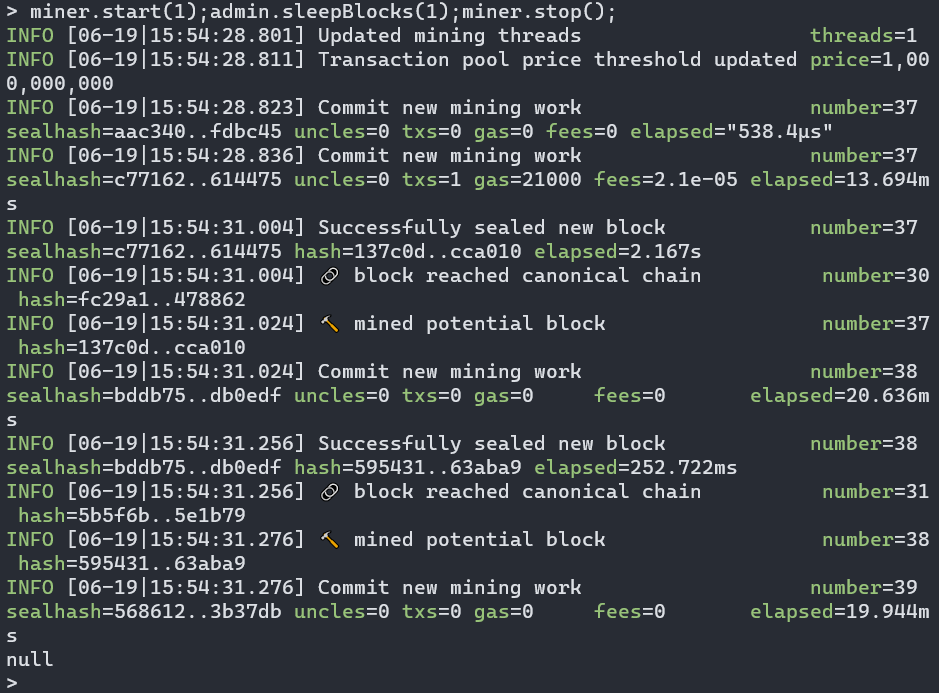 > miner.start(1);admin.sleepBlocks(1);miner.stop();
INFO [06-19|15:54:28.801] Updated mining threads                   threads=1
INFO [06-19|15:54:28.811] Transaction pool price threshold updated price=1,00
0,000,000
INFO [06-19|15:54:28.823] Commit new mining work                   number=37
sealhash=aac340..fdbc45 uncles=0 txs=0 gas=0 fees=0 elapsed="538.4µs"
INFO [06-19|15:54:28.836] Commit new mining work                   number=37
sealhash=c77162..614475 uncles=0 txs=1 gas=21000 fees=2.1e-05 elapsed=13.694m
s
INFO [06-19|15:54:31.004] Successfully sealed new block            number=37
sealhash=c77162..614475 hash=137c0d..cca010 elapsed=2.167s
INFO [06-19|15:54:31.004] 🔗 block reached canonical chain          number=30
 hash=fc29a1..478862
INFO [06-19|15:54:31.024] 🔨 mined potential block                  number=37
 hash=137c0d..cca010
INFO [06-19|15:54:31.024] Commit new mining work                   number=38
sealhash=bddb75..db0edf uncles=0 txs=0 gas=0     fees=0       elapsed=20.636m
s
INFO [06-19|15:54:31.256] Successfully sealed new block            number=38
sealhash=bddb75..db0edf hash=595431..63aba9 elapsed=252.722ms
INFO [06-19|15:54:31.256] 🔗 block reached canonical chain          number=31
 hash=5b5f6b..5e1b79
INFO [06-19|15:54:31.276] 🔨 mined potential block                  number=38
 hash=595431..63aba9
INFO [06-19|15:54:31.276] Commit new mining work                   number=39
sealhash=568612..3b37db uncles=0 txs=0 gas=0     fees=0       elapsed=19.944m
s
null
>